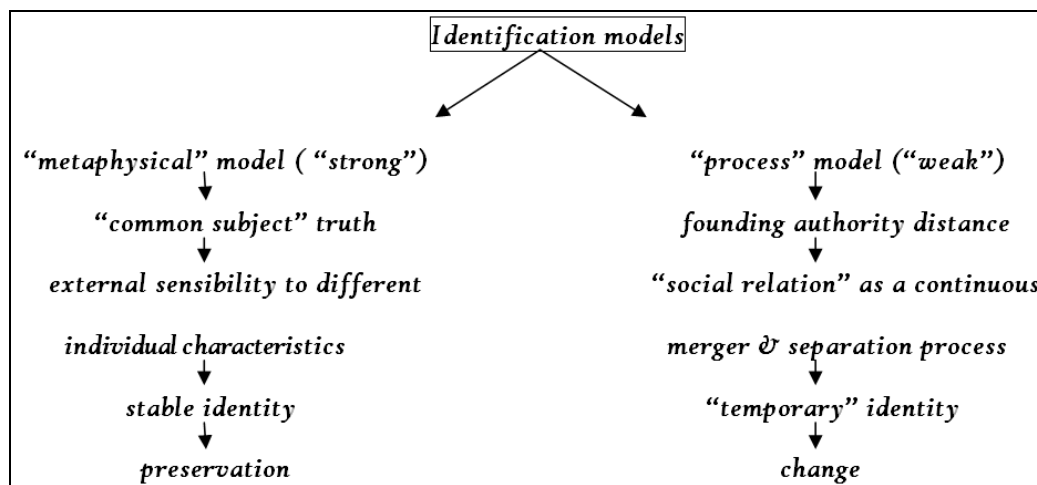 Identification models
“metaphysical” model ( “strong”)
“common subject” truth
external sensibility to different
individual characteristics
stable identity
preservation
“process” model (“weak”)
founding authority distance
“social relation” as a continuous
merger & separation process
“temporary” identity
change